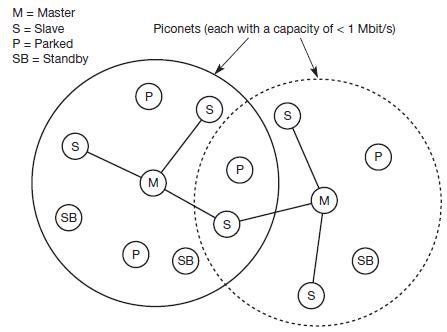 M = Master
S = Slave
P = Parked
SB = Standby
Piconets (each with a capacity of < 1 Mbit/s)
P
S
S
S
P
P
M
M
SB
S
P
SB
SB
S